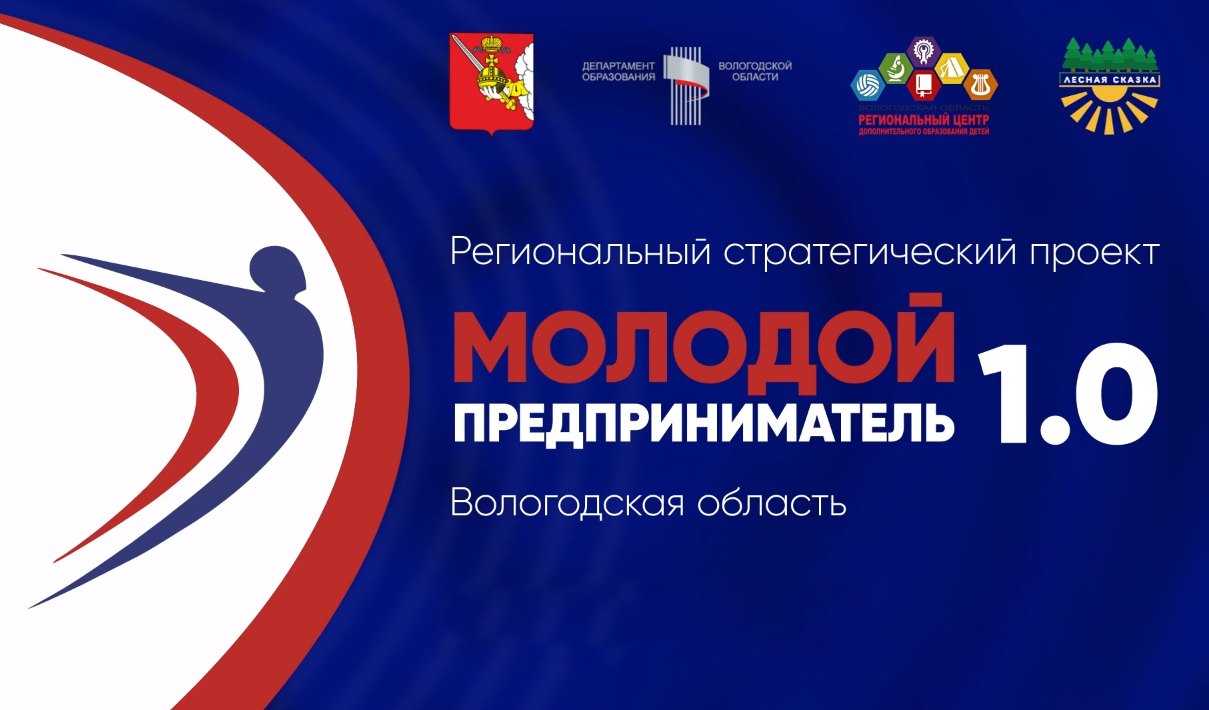 ДЕПАРТАМЕНТ
ОБРАЗОВАНИЯ
ВОЛОГОДСКОЙ
ОБЛАСТИ
ВОЛОГОДСКАЯ ОБЛАСТЬ
РЕГИОНАЛЬНЫЙ ЦЕНТР
ДОПОЛНИТЕЛЬНОГО ОБРАЗОВАНИЯ ДЕТЕЙ
ЛЕСНАЯ СКАЗКА
Региональный стратегический проект
МОЛОДОЙ
ПРЕДПРИНИМАТЕЛЬ 1.0
Вологодская область